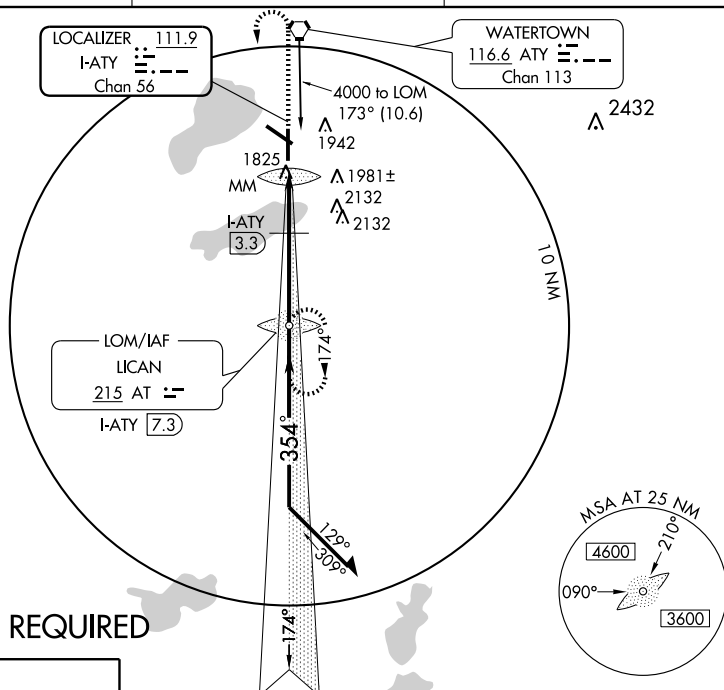 LOCALIZER 111.9
I-ATY
Chan 56
WATERTOWN
116.6 ATY
Chan 113
4000 to LOM
173° (10.6)
2432
1942
1825
MM
1981±
2132
2132
I-ATY
3.3
10 NM
LOM/IAF
LICAN
215 AT
I-ATY 7.3
174°
354°
129°
309°
174°
MSA AT 25 NM
210°
4600
090°
3600
REQUIRED